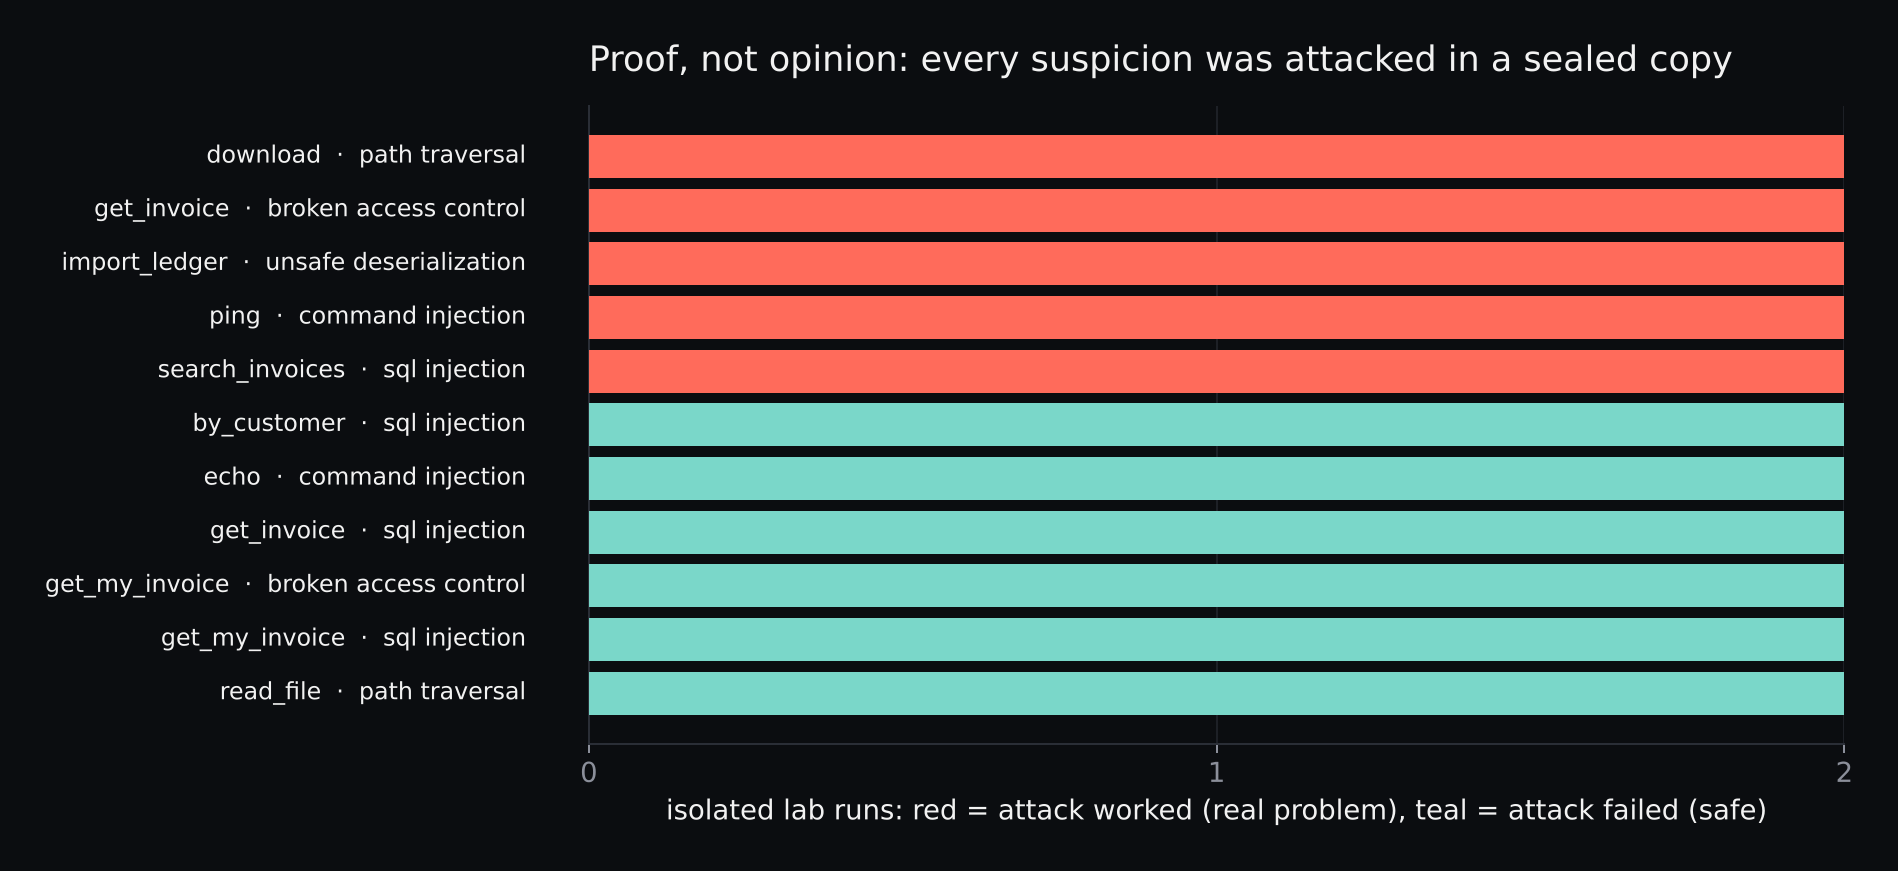 Proof, not opinion: every suspicion was attacked in a sealed copy
download · path traversal
get_invoice · broken access control
import_ledger · unsafe deserialization
ping · command injection
search_invoices · sql injection
by_customer · sql injection
echo · command injection
get_invoice · sql injection
get_my_invoice · broken access control
get_my_invoice · sql injection
read_file · path traversal
0 1 2
isolated lab runs: red = attack worked (real problem), teal = attack failed (safe)